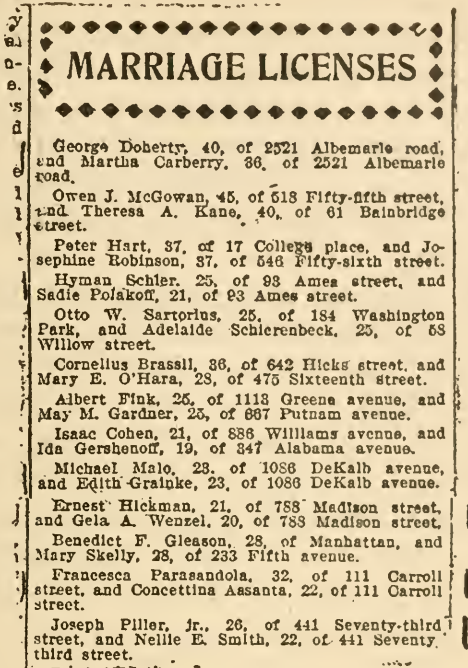 MARRIAGE LICENSES
George Doherty, 40, of 2521 Albemarle road,
and Martha Carberry, 36, of 2521 Albemarle
road.
Owen J. McGowan, 45, of 513 Fifty-fifth street,
and Theresa A. Kane, 40, of 61 Bainbridge
street.
Peter Hart, 37, of 17 College place, and Jo-
sephine Robinson, 37, of 546 Fifty-sixth street.
Hyman Schler, 25, of 93 Ames street, and
Sadie Polakoff, 21, of 93 Ames street.
Otto W. Sartorius, 25, of 184 Washington
Park, and Adelaide Schierenbeck, 25, of 58
Willow street.
Cornelius Brassil, 36, of 642 Hicks street, and
Mary E. O'Hara, 28, of 475 Sixteenth street.
Albert Fink, 25, of 1113 Greene avenue, and
May M. Gardner, 25, of 667 Putnam avenue.
Isaac Cohen, 21, of 886 Williams avenue, and
Ida Gershenoff, 19, of 347 Alabama avenue.
Michael Malo, 23, of 1086 DeKalb avenue,
and Edith Grainke, 23, of 1086 DeKalb avenue.
Ernest Hickman, 21, of 788 Madison street,
and Gela A. Wenzel, 20, of 788 Madison street.
Benedict F. Gleason, 28, of Manhattan, and
Mary Skelly, 28, of 233 Fifth avenue.
Francesca Parasandola, 32, of 111 Carroll
street, and Concettina Aasanta, 22, of 111 Carroll
street.
Joseph Piller, jr., 26, of 441 Seventy-third
street, and Nellie E. Smith, 22, of 441 Seventy
third street.